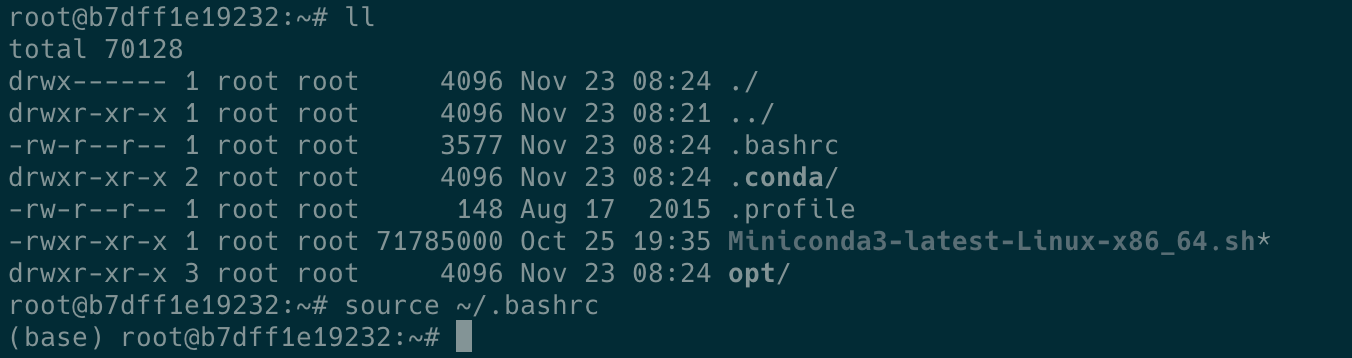 root@b7dff1e19232:~# ll
total 70128
drwx------ 1 root root     4096 Nov 23 08:24 ./
drwxr-xr-x 1 root root     4096 Nov 23 08:21 ../
-rw-r--r-- 1 root root     3577 Nov 23 08:24 .bashrc
drwxr-xr-x 2 root root     4096 Nov 23 08:24 .conda/
-rw-r--r-- 1 root root      148 Aug 17  2015 .profile
-rwxr-xr-x 1 root root 71785000 Oct 25 19:35 Miniconda3-latest-Linux-x86_64.sh*
drwxr-xr-x 3 root root     4096 Nov 23 08:24 opt/
root@b7dff1e19232:~# source ~/.bashrc
(base) root@b7dff1e19232:~#